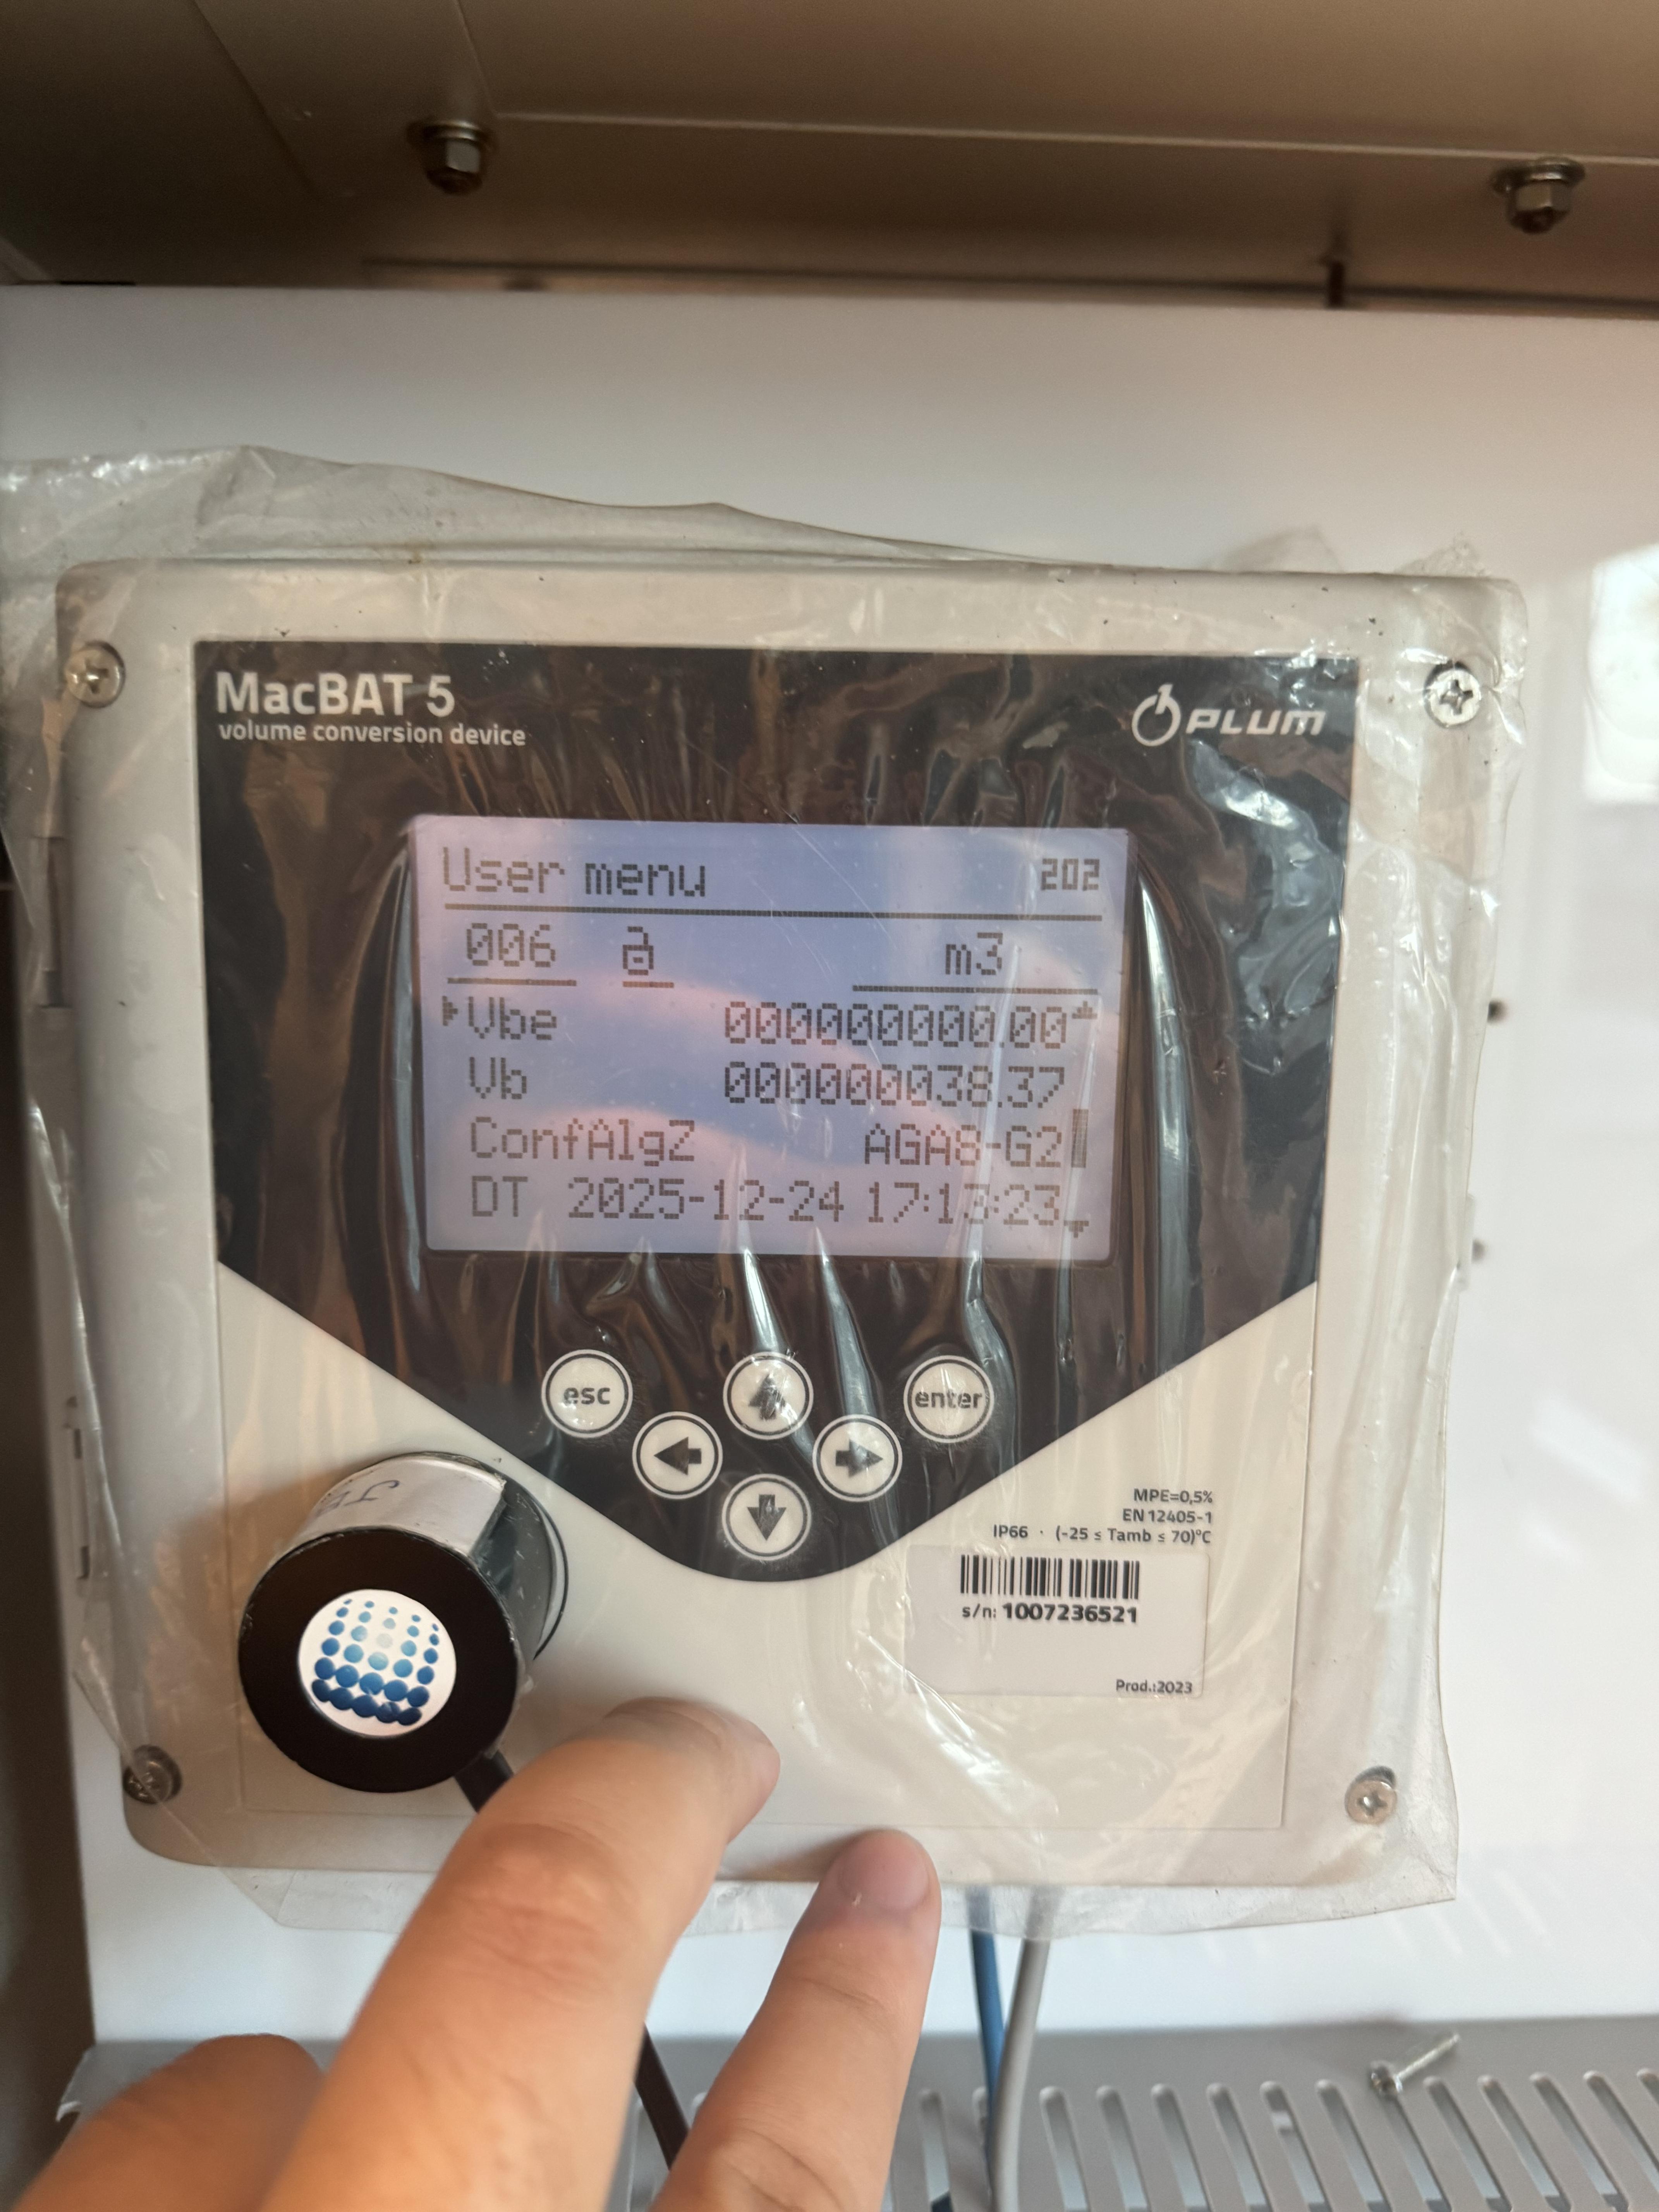 MacBAT 5
volume conversion device
PLUM
User menu 202
006 a m3
Vbe 000000000.00
Vb 000000038.37
ConfAlgZ AGA8-G2
DT 2025-12-24 17:13:23
esc
enter
MPE=0,5%
EN 12405-1
IP66 · (-25 ≤ Tamb ≤ 70)°C
s/n: 1007236521
Prod.:2023